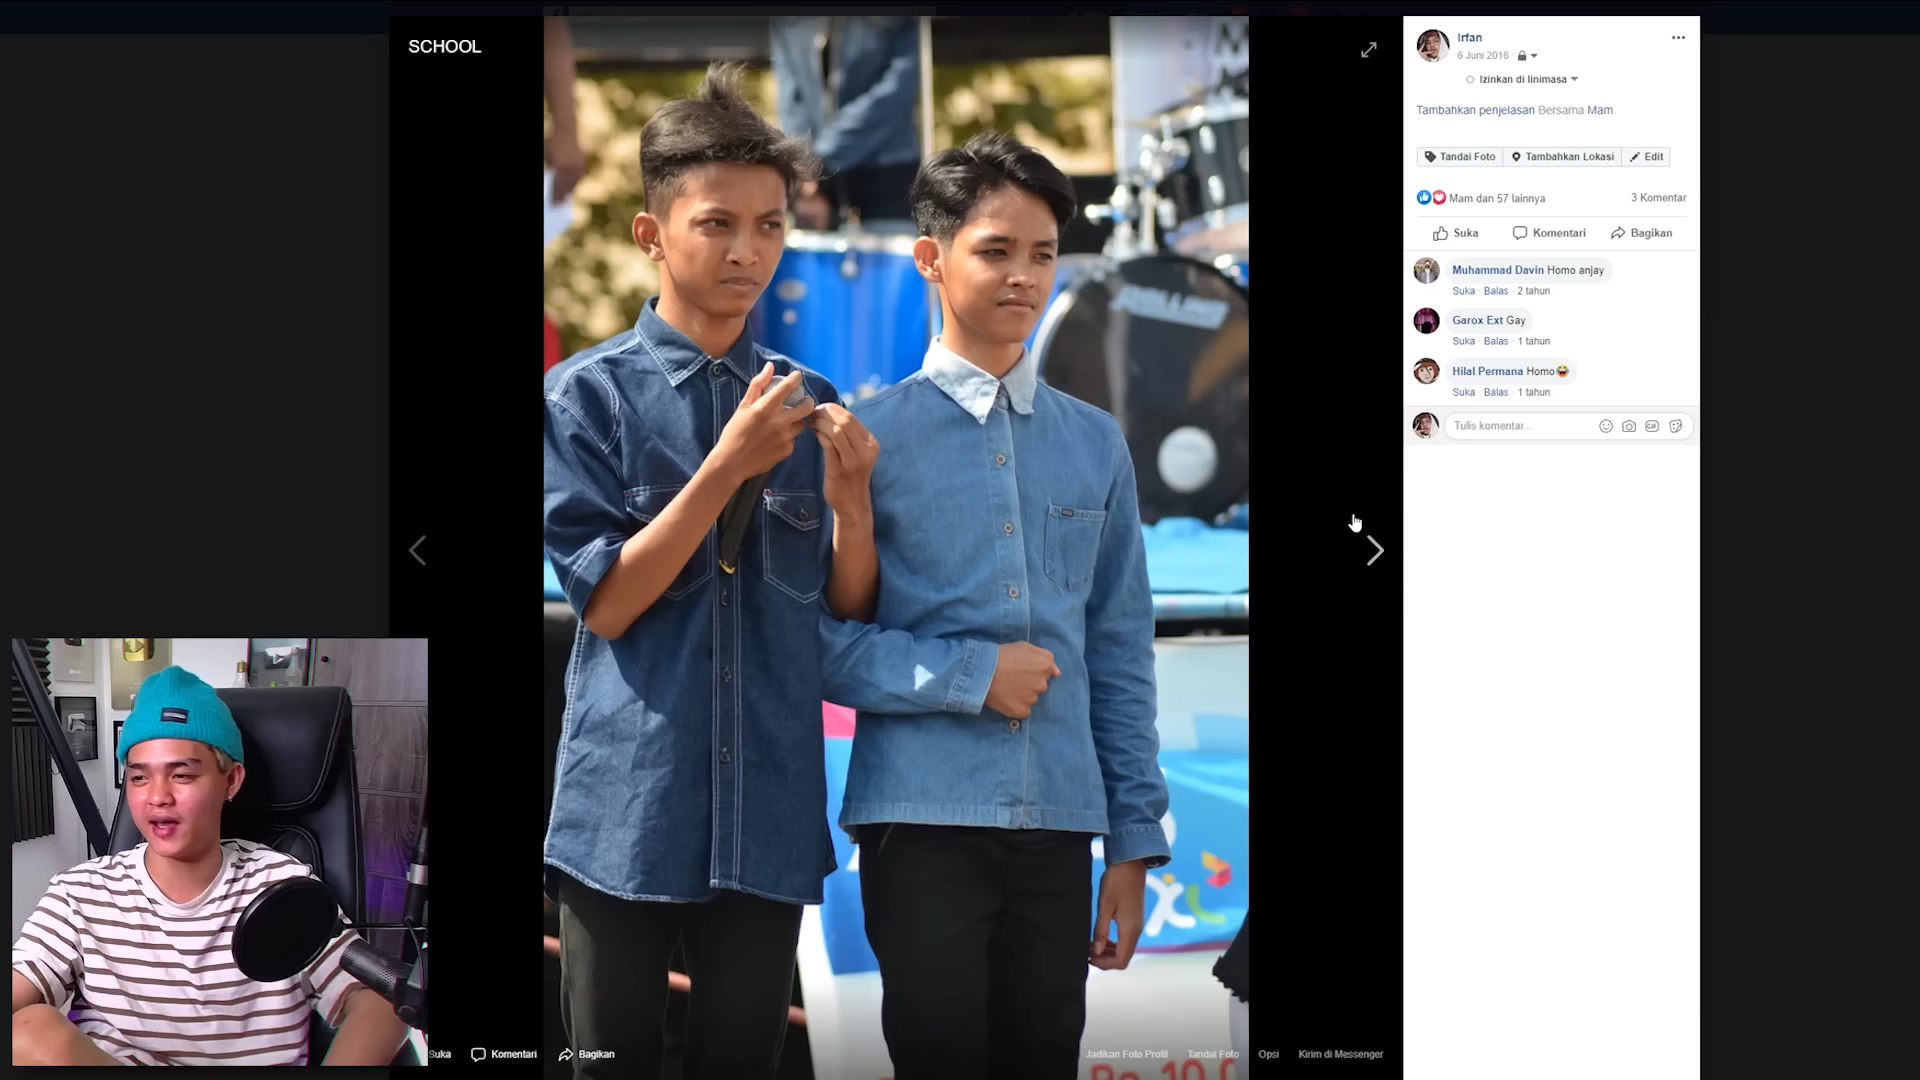 SCHOOL
Irfan
6 Juni 2016
Izinkan di linimasa
Tambahkan penjelasan Bersama Mam.
Tandai Foto
Tambahkan Lokasi
Edit
Mam dan 57 lainnya
3 Komentar
Suka
Komentari
Bagikan
Muhammad Davin Homo anjay
Suka · Balas · 2 tahun
Garox Ext Gay
Suka · Balas · 1 tahun
Hilal Permana Homo😂
Suka · Balas · 1 tahun
Tulis komentar...
GIF
ROLLING
XL
Suka
Komentari
Bagikan
Jadikan Foto Profil
Tandai Foto
Opsi
Kirim di Messenger